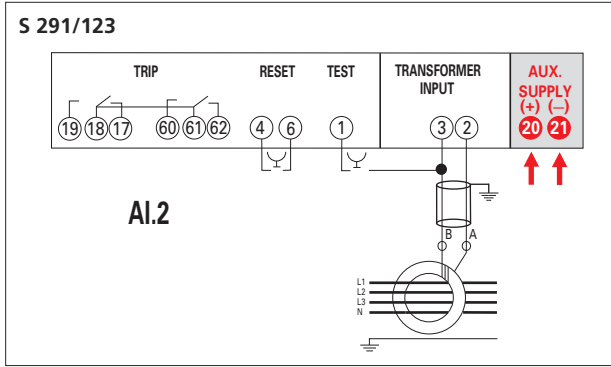 S 291/123
TRIP RESET TEST TRANSFORMER INPUT AUX. SUPPLY
(+) (—)
19 18 17 60 61 62 4 6 1 3 2 20 21
AI.2
B A
L1
L2
L3
N